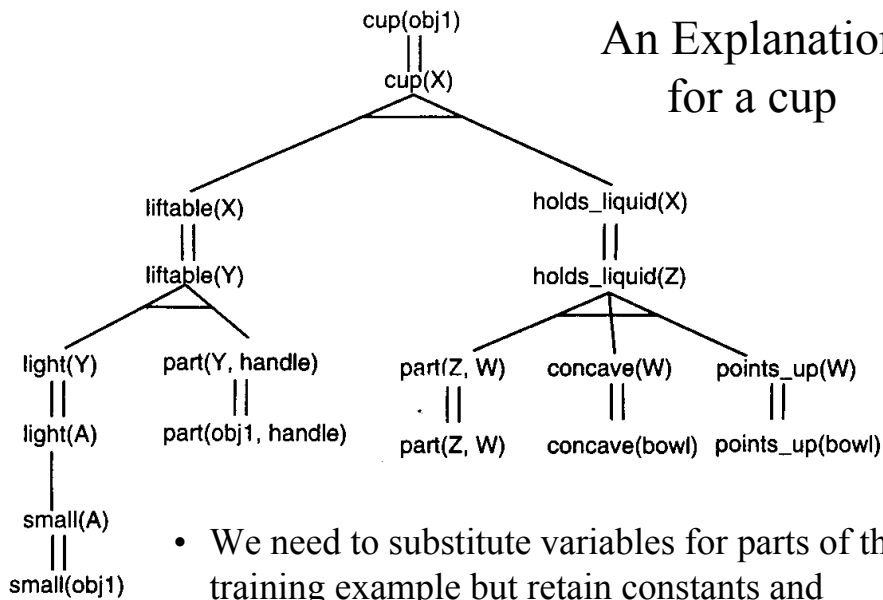 cup(obj1)
An Explanation
for a cup
cup(X)
liftable(X)
holds_liquid(X)
liftable(Y)
holds_liquid(Z)
light(Y) part(Y, handle) part(Z, W) concave(W) points_up(W)
light(A) part(obj1, handle) part(Z, W) concave(bowl) points_up(bowl)
small(A)
small(obj1)
• We need to substitute variables for parts of th
training example but retain constants and